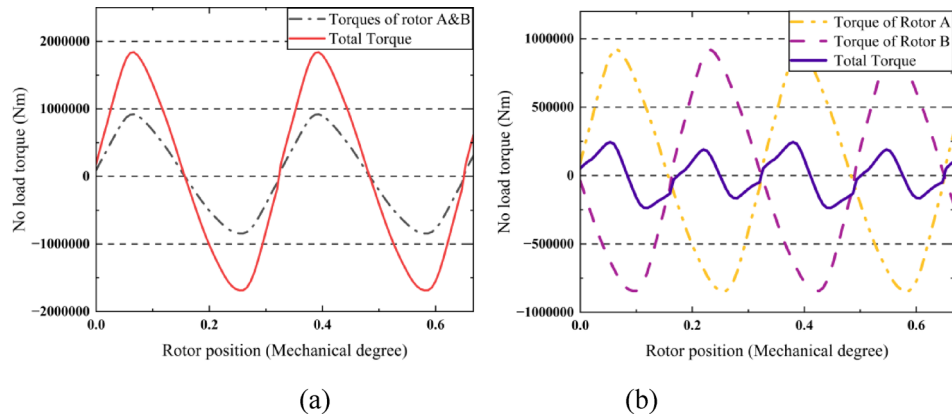 (a)
Torques of rotor A&B
Total Torque
No load torque (Nm)
2000000
1000000
0
−1000000
−2000000
0.0 0.2 0.4 0.6
Rotor position (Mechanical degree)
(a)
(b)
Torque of Rotor A
Torque of Rotor B
Total Torque
No load torque (Nm)
1000000
500000
0
−500000
−1000000
0.0 0.2 0.4 0.6
Rotor position (Mechanical degree)
(b)